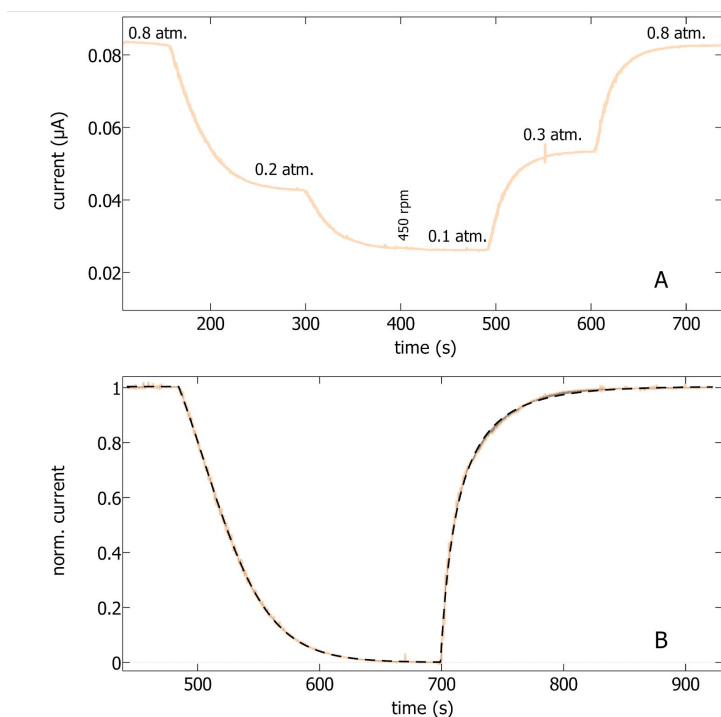 0.8 atm.
0.8 atm.
0.08
0.06
0.04
0.02
current (µA)
0.2 atm.
450 rpm
0.1 atm.
0.3 atm.
A
200
300
400
500
600
700
time (s)
1
0.8
0.6
0.4
0.2
0
norm. current
B
500
600
700
800
900
time (s)